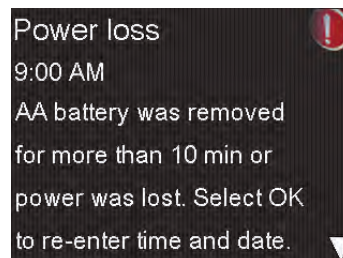 Power loss
9:00 AM
AA battery was removed
for more than 10 min or
power was lost. Select OK
to re-enter time and date.